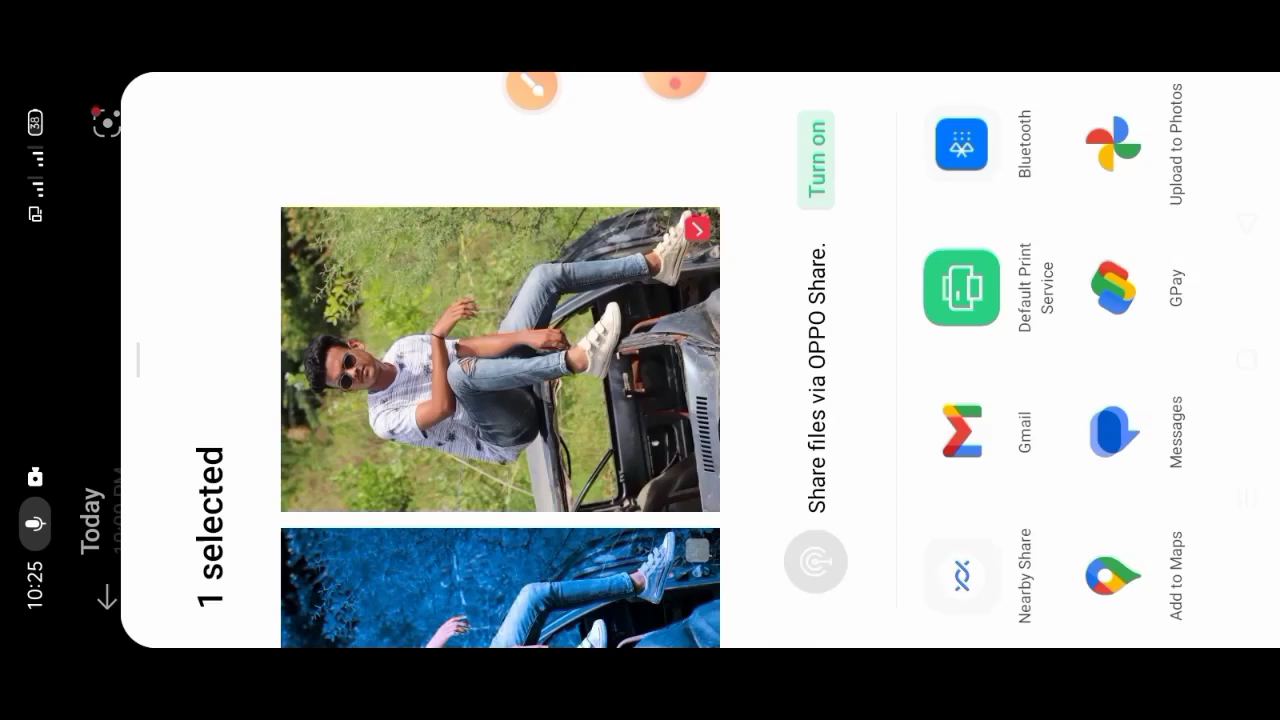 10:25
38
Today
1 selected
Share files via OPPO Share.
Turn on
Nearby Share
Gmail
Default Print
Service
Bluetooth
Add to Maps
Messages
GPay
Upload to Photos